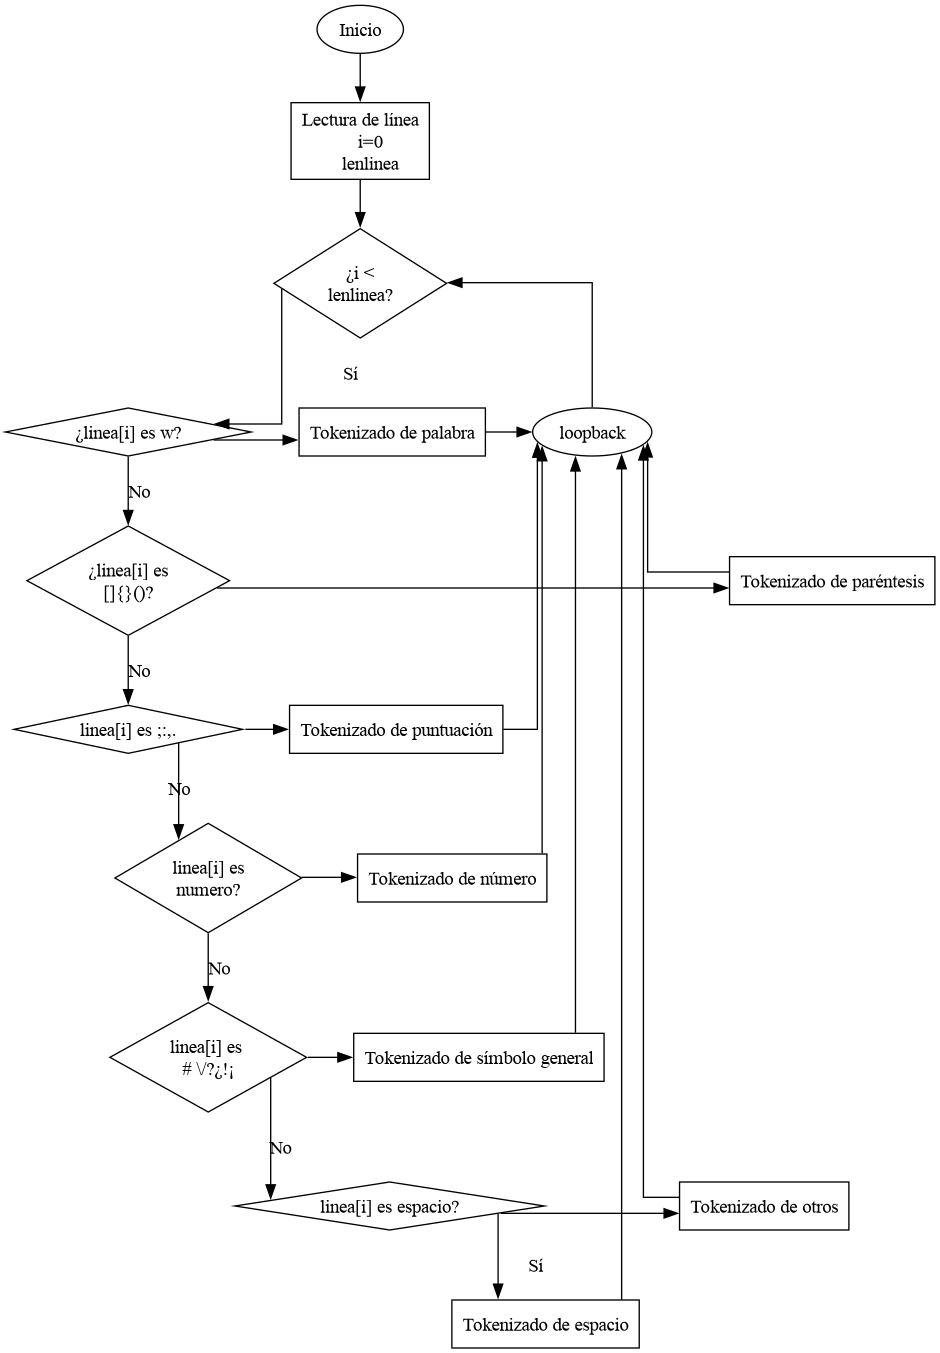 Inicio
Lectura de línea
i=0
lenlinea
¿i <
lenlinea?
Sí
¿linea[i] es w?
Tokenizado de palabra
loopback
No
¿linea[i] es
[]{}()?
Tokenizado de paréntesis
No
linea[i] es ;:,.
Tokenizado de puntuación
No
linea[i] es
numero?
Tokenizado de número
No
linea[i] es
# \/?¿!¡
Tokenizado de símbolo general
No
linea[i] es espacio?
Tokenizado de otros
Sí
Tokenizado de espacio